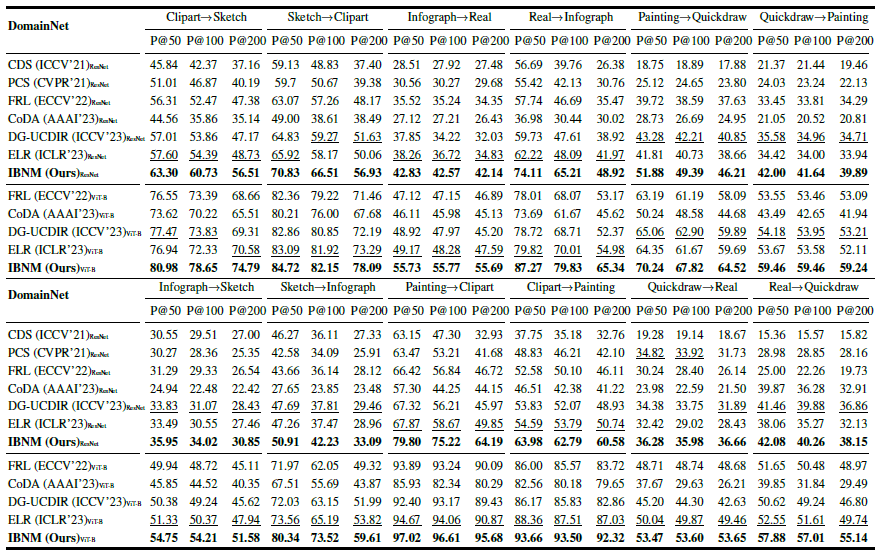 DomainNet Clipart→Sketch Sketch→Clipart Infograph→Real Real→Infograph Painting→Quickdraw Quickdraw→Painting
P@50 P@100 P@200 P@50 P@100 P@200 P@50 P@100 P@200 P@50 P@100 P@200 P@50 P@100 P@200 P@50 P@100 P@200
CDS (ICCV'21)ResNet 45.84 42.37 37.16 59.13 48.83 37.40 28.51 27.92 27.48 56.69 39.76 26.38 18.75 18.89 17.88 21.37 21.44 19.46
PCS (CVPR'21)ResNet 51.01 46.87 40.19 59.7 50.67 39.38 30.56 30.27 29.68 55.42 42.13 30.76 25.12 24.65 23.80 24.03 23.24 22.13
FRL (ECCV'22)ResNet 56.31 52.47 47.38 63.07 57.26 48.17 35.52 35.24 34.35 57.74 46.69 35.47 39.72 38.59 37.63 33.45 33.81 34.29
CoDA (AAAI'23)ResNet 44.56 35.86 35.14 49.00 38.61 38.49 27.12 27.21 26.43 36.98 30.44 30.02 28.73 26.69 24.95 21.05 20.52 20.81
DG-UCDIR (ICCV'23)ResNet 57.01 53.86 47.17 64.83 59.27 51.63 37.85 34.22 32.03 59.73 47.61 38.92 43.28 42.21 40.85 35.58 34.96 34.71
ELR (ICLR'23)ResNet 57.60 54.39 48.73 65.92 58.17 50.06 38.26 36.72 34.83 62.22 48.09 41.97 41.81 40.73 38.66 34.42 34.00 33.94
IBNM (Ours)ResNet 63.30 60.73 56.51 70.83 66.51 56.93 42.83 42.57 42.14 74.11 65.21 48.92 51.88 49.39 46.21 42.00 41.64 39.89
FRL (ECCV'22)ViT-B 76.55 73.39 68.66 82.36 79.22 71.46 47.12 47.15 46.89 78.01 68.07 53.17 63.19 61.19 58.09 53.55 53.46 53.09
CoDA (AAAI'23)ViT-B 73.62 70.22 65.51 80.21 76.00 67.68 46.11 45.98 45.13 73.69 61.67 45.62 50.24 48.58 44.68 43.49 42.65 41.94
DG-UCDIR (ICCV'23)ViT-B 77.47 73.83 69.31 82.86 80.85 72.19 48.92 47.97 45.20 78.72 68.71 52.37 65.06 62.90 59.89 54.18 53.95 53.21
ELR (ICLR'23)ViT-B 76.94 72.33 70.58 83.09 81.92 73.29 49.17 48.28 47.59 79.82 70.01 54.98 64.35 61.67 59.69 53.67 53.58 52.11
IBNM (Ours)ViT-B 80.98 78.65 74.79 84.72 82.15 78.09 55.73 55.77 55.69 87.27 79.83 65.34 70.24 67.82 64.52 59.46 59.46 59.24
DomainNet Infograph→Sketch Sketch→Infograph Painting→Clipart Clipart→Painting Quickdraw→Real Real→Quickdraw
P@50 P@100 P@200 P@50 P@100 P@200 P@50 P@100 P@200 P@50 P@100 P@200 P@50 P@100 P@200 P@50 P@100 P@200
CDS (ICCV'21)ResNet 30.55 29.51 27.00 46.27 36.11 27.33 63.15 47.30 32.93 37.75 35.18 32.76 19.28 19.14 18.67 15.36 15.57 15.82
PCS (CVPR'21)ResNet 30.27 28.36 25.35 42.58 34.09 25.91 63.47 53.21 41.68 48.83 46.21 42.10 34.82 33.92 31.73 28.98 28.85 28.16
FRL (ECCV'22)ResNet 31.29 29.33 26.54 43.66 36.14 28.12 66.42 56.84 46.72 52.58 50.10 46.11 30.24 28.40 26.14 25.00 22.26 19.73
CoDA (AAAI'23)ResNet 24.94 22.48 22.42 27.65 23.85 23.48 57.30 44.25 44.15 46.51 42.38 41.22 23.98 22.59 21.50 39.87 36.28 32.91
DG-UCDIR (ICCV'23)ResNet 33.83 31.07 28.43 47.69 37.81 29.46 67.32 56.21 45.97 53.83 52.07 48.93 34.38 33.75 31.89 41.46 39.88 36.86
ELR (ICLR'23)ResNet 33.49 30.55 27.46 47.26 37.47 28.96 67.87 58.67 49.85 54.59 53.79 50.74 32.42 29.02 28.43 38.06 35.27 32.13
IBNM (Ours)ResNet 35.95 34.02 30.85 50.91 42.23 33.09 79.80 75.22 64.19 63.98 62.79 60.58 36.28 35.98 36.66 42.08 40.26 38.15
FRL (ECCV'22)ViT-B 49.94 48.72 45.11 71.97 62.05 49.32 93.89 93.24 90.09 86.00 85.57 83.72 48.71 48.74 48.68 51.65 50.48 48.97
CoDA (AAAI'23)ViT-B 45.85 44.52 40.35 67.51 55.69 43.87 85.93 82.34 80.29 82.56 80.18 79.65 37.67 29.63 26.21 39.85 31.84 29.49
DG-UCDIR (ICCV'23)ViT-B 50.38 49.24 45.62 72.03 63.15 51.99 92.40 93.17 89.43 86.17 85.83 82.86 45.20 44.30 42.63 50.62 49.24 46.80
ELR (ICLR'23)ViT-B 51.33 50.37 47.94 73.56 65.19 53.82 94.67 94.06 90.87 88.36 87.51 87.03 50.04 49.87 49.46 52.55 51.61 49.74
IBNM (Ours)ViT-B 54.75 54.21 51.58 80.34 73.52 59.61 97.02 96.61 95.68 93.66 93.50 92.32 53.47 53.60 53.65 57.88 57.01 55.14